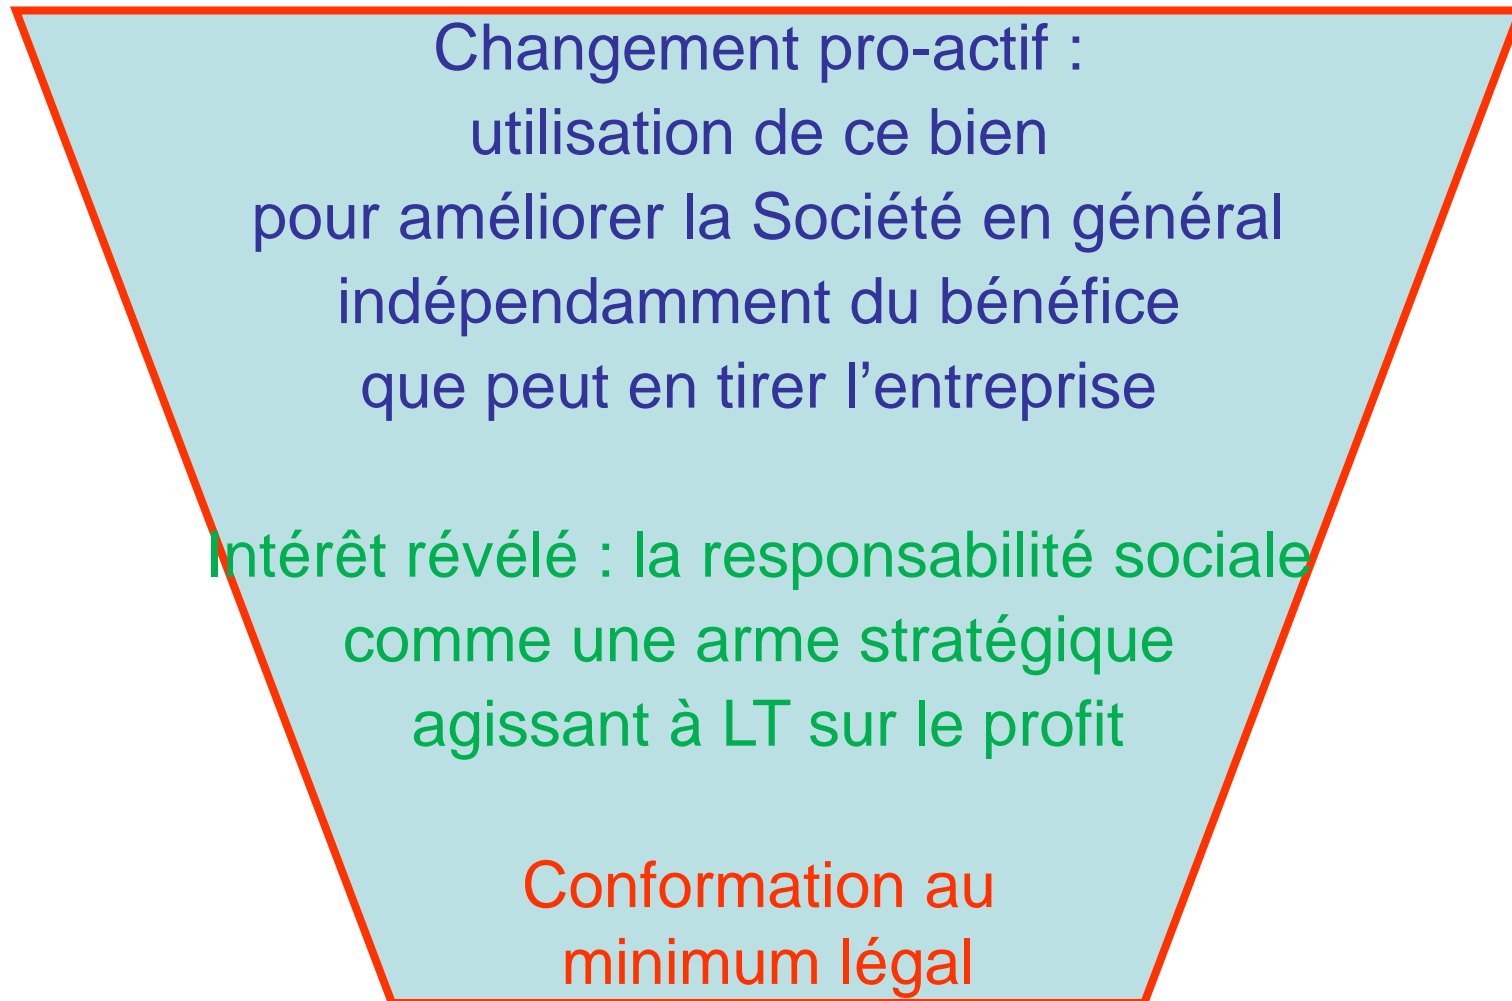 Changement pro-actif :
utilisation de ce bien
pour améliorer la Société en général
indépendamment du bénéfice
que peut en tirer l’entreprise
Intérêt révélé : la responsabilité sociale
comme une arme stratégique
agissant à LT sur le profit
Conformation au
minimum légal